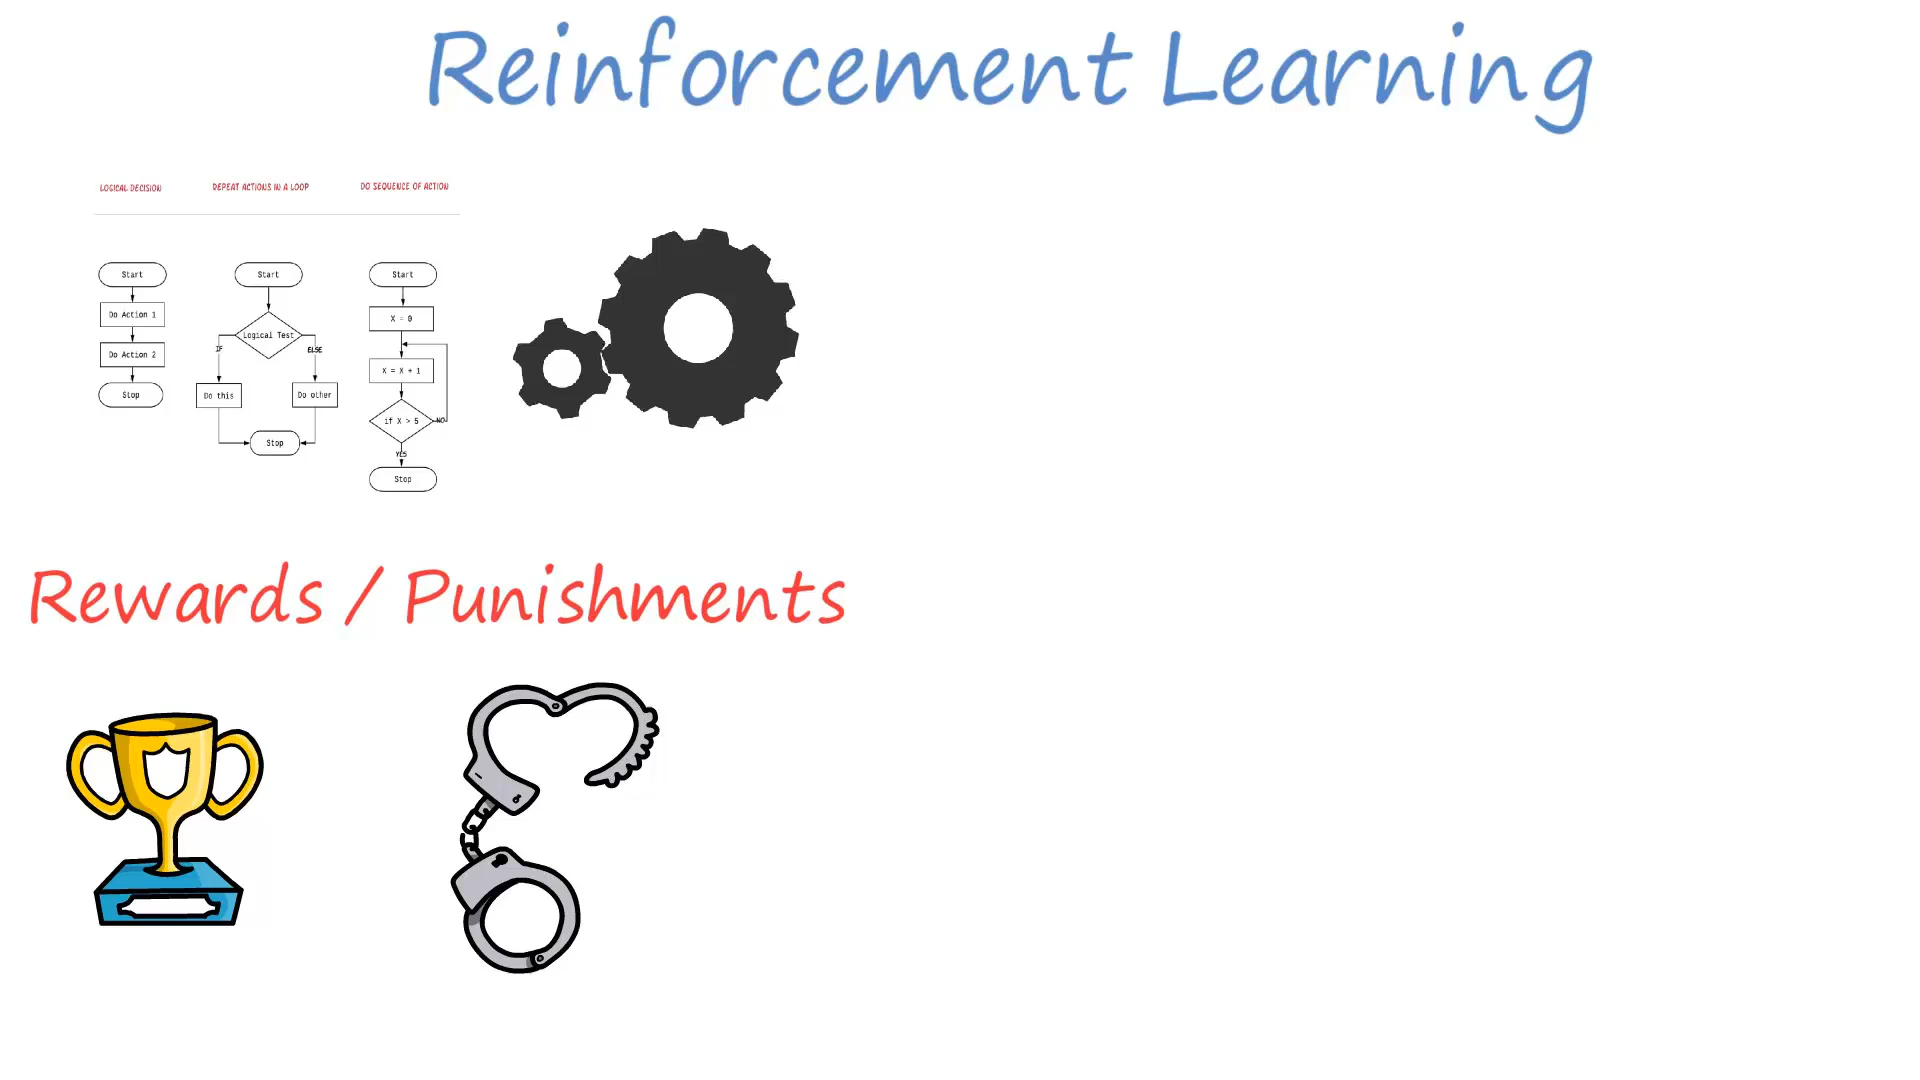 Reinforcement Learning
LOGICAL DECISION
REPEAT ACTIONS IN A LOOP
DO SEQUENCE OF ACTION
Start
Do Action 1
Do Action 2
Stop
Start
Logical Test
IF
ELSE
Do this
Do other
Stop
Start
X = 0
X = X + 1
if X > 5
NO
YES
Stop
Rewards / Punishments